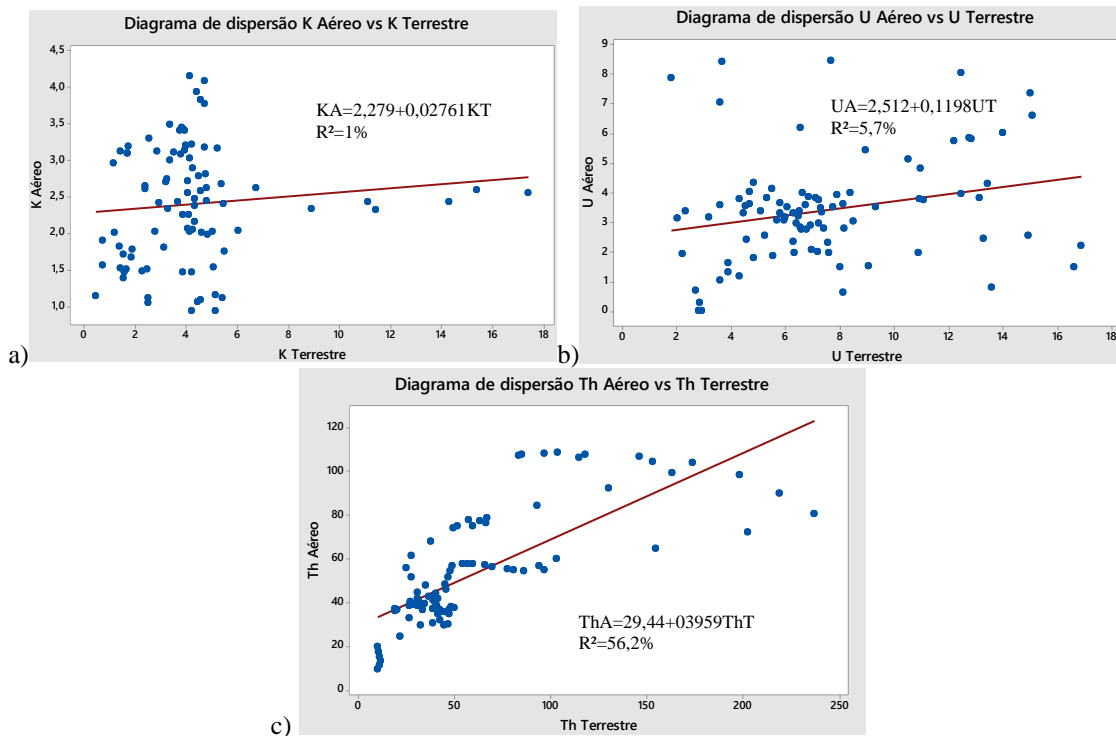 Diagrama de dispersão K Aéreo vs K Terrestre
4,5
4,0
3,5
3,0
2,5
2,0
1,5
1,0
K Aéreo
KA=2,279+0,02761KT
R²=1%
0 2 4 6 8 10 12 14 16 18
K Terrestre
a)
Diagrama de dispersão U Aéreo vs U Terrestre
9
8
7
6
5
4
3
2
1
0
U Aéreo
UA=2,512+0,1198UT
R²=5,7%
0 2 4 6 8 10 12 14 16 18
U Terrestre
b)
Diagrama de dispersão Th Aéreo vs Th Terrestre
120
100
80
60
40
20
0
Th Aéreo
ThA=29,44+03959ThT
R²=56,2%
0 50 100 150 200 250
Th Terrestre
c)